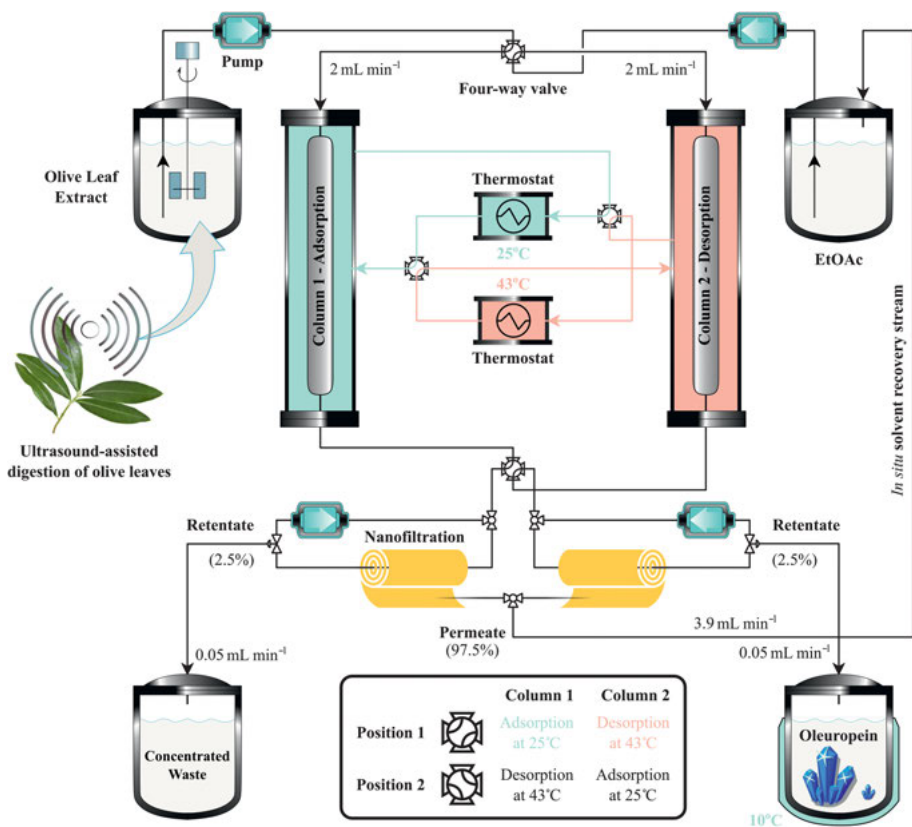 Pump
2 mL min⁻¹
Four-way valve
2 mL min⁻¹
Olive Leaf
Extract
EtOAc
Thermostat
25°C
43°C
Thermostat
Column 1 - Adsorption
Column 2 - Desorption
In situ solvent recovery stream
Ultrasound-assisted
digestion of olive leaves
Retentate
(2.5%)
Nanofiltration
Retentate
(2.5%)
Permeate
(97.5%)
3.9 mL min⁻¹
0.05 mL min⁻¹
0.05 mL min⁻¹
Concentrated
Waste
Column 1
Column 2
Position 1
Adsorption
at 25°C
Desorption
at 43°C
Position 2
Desorption
at 43°C
Adsorption
at 25°C
Oleuropein
10°C